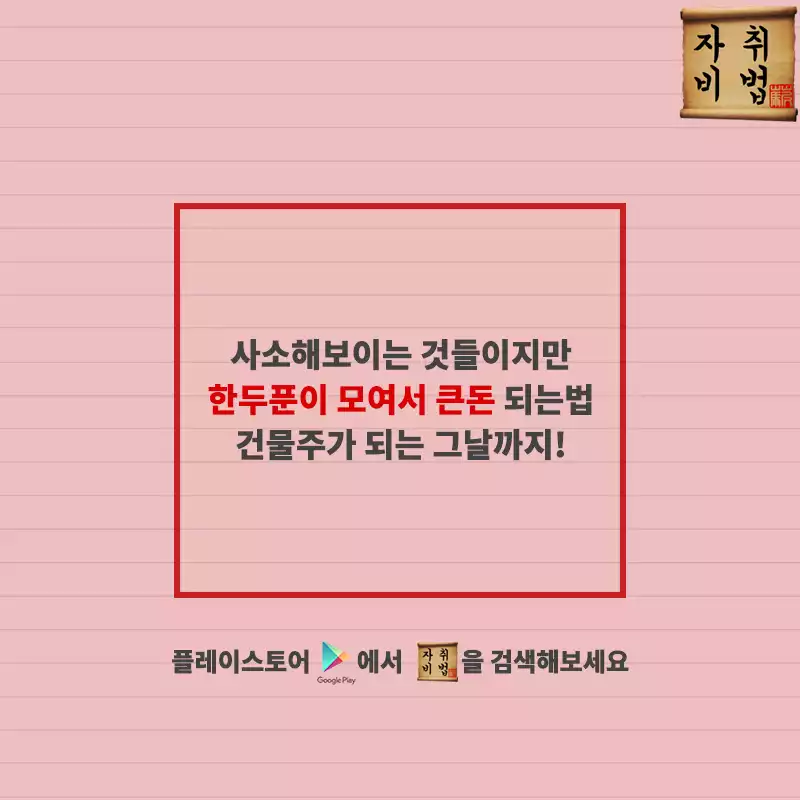 자취
비법
사소해보이는 것들이지만
한두푼이 모여서 큰돈 되는법
건물주가 되는 그날까지!
플레이스토어 Google Play 에서 자취비법 을 검색해보세요